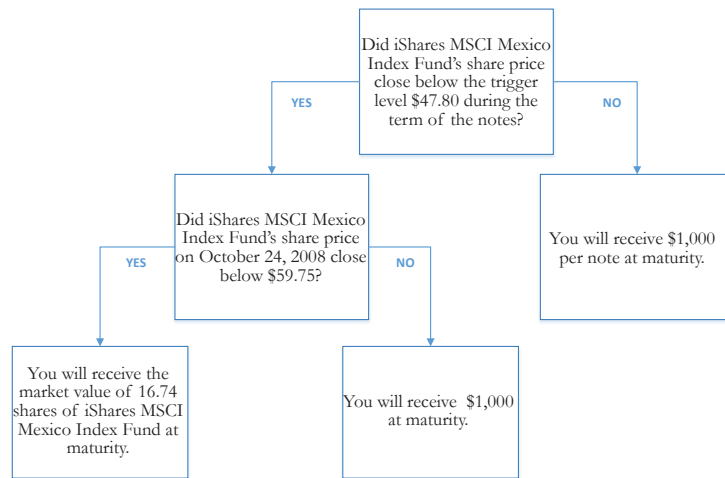 Did iShares MSCI Mexico
Index Fund's share price
close below the trigger
level $47.80 during the
term of the notes?
YES
NO
Did iShares MSCI Mexico
Index Fund's share price
on October 24, 2008 close
below $59.75?
You will receive $1,000
per note at maturity.
YES
NO
You will receive the
market value of 16.74
shares of iShares MSCI
Mexico Index Fund at
maturity.
You will receive $1,000
at maturity.